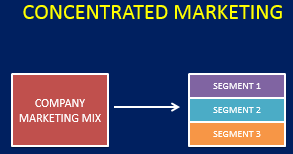 CONCENTRATED MARKETING
COMPANY
MARKETING MIX
SEGMENT 1
SEGMENT 2
SEGMENT 3